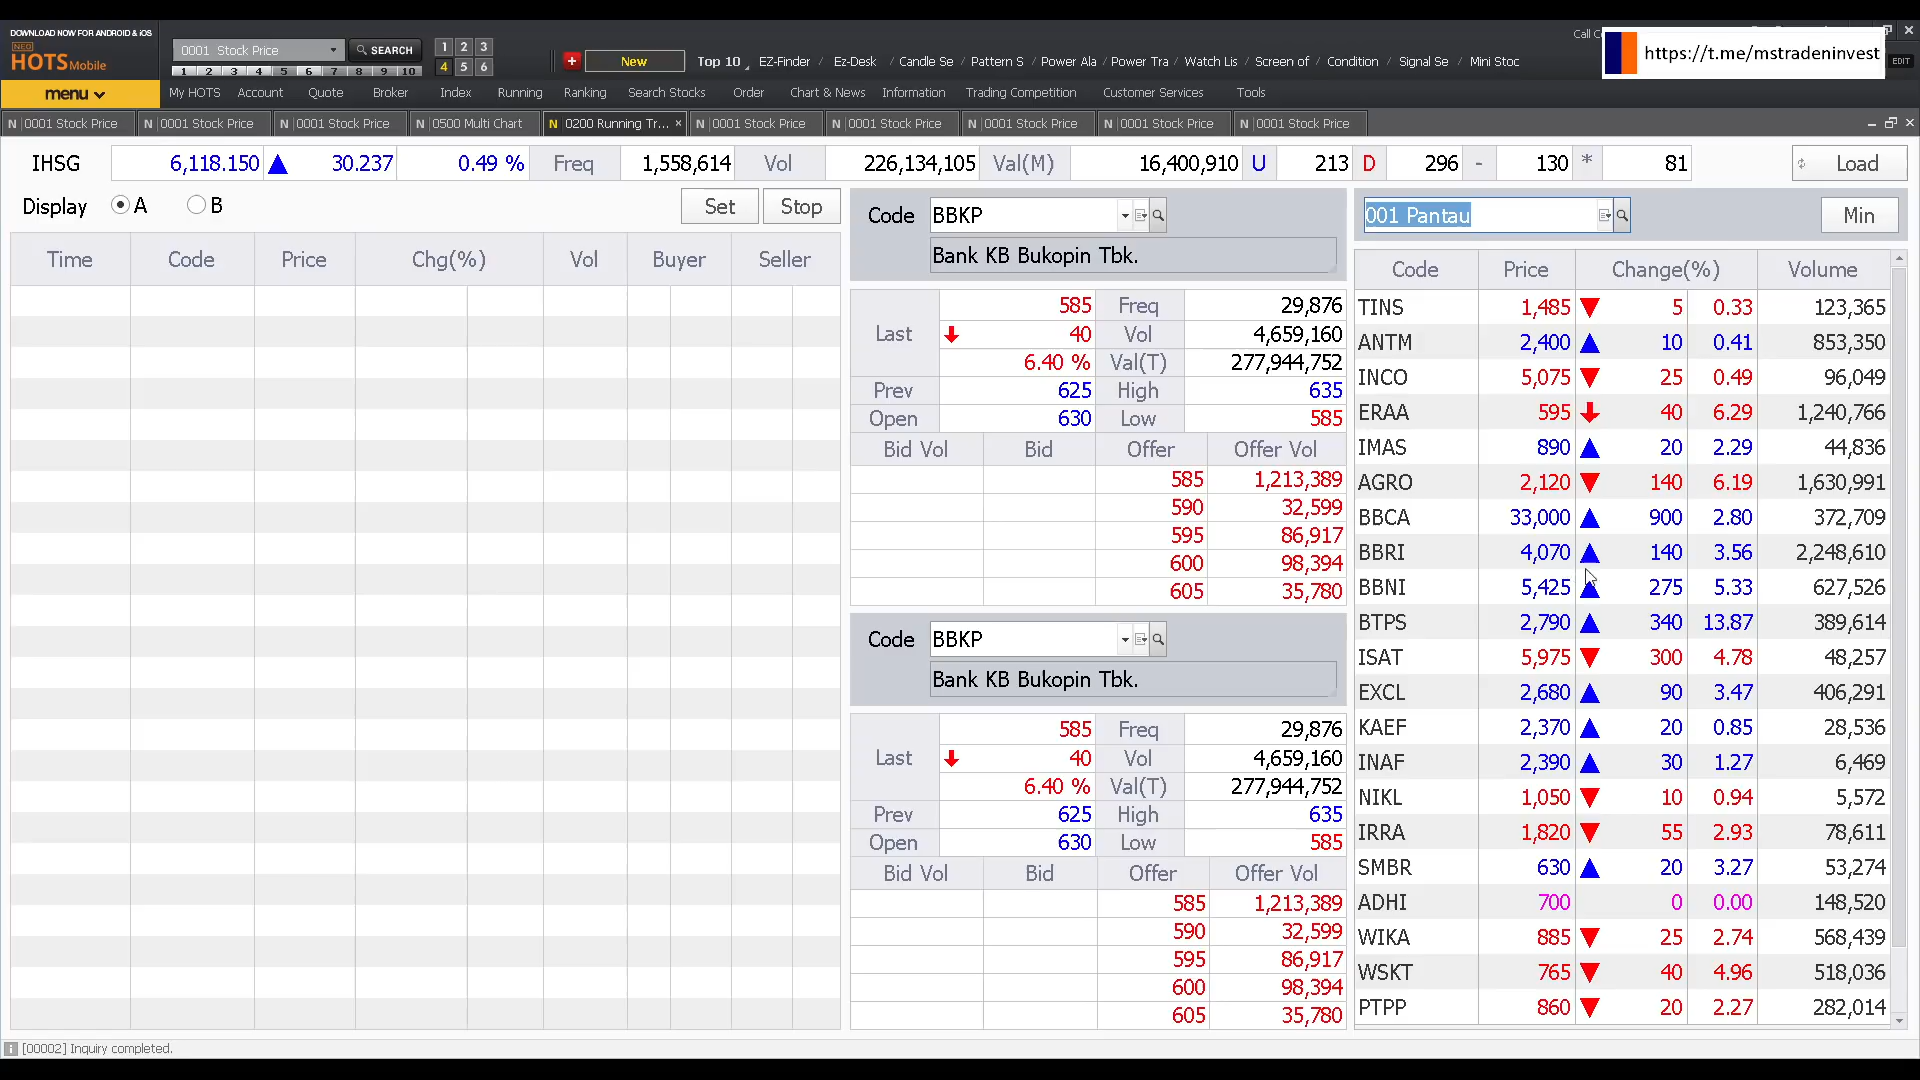 DOWNLOAD NOW FOR ANDROID & iOS
NEO
HOTS Mobile
menu
0001 Stock Price
SEARCH
1 2 3 4 5 6 7 8 9 10
1 2 3
4 5 6
New
Top 10 EZ-Finder / Ez-Desk / Candle Se / Pattern S / Power Ala / Power Tra / Watch Lis / Screen of / Condition / Signal Se / Mini Stoc
https://t.me/mstradeninvest
EDIT
My HOTS Account Quote Broker Index Running Ranking Search Stocks Order Chart & News Information Trading Competition Customer Services Tools
N 0001 Stock Price N 0001 Stock Price N 0001 Stock Price N 0500 Multi Chart N 0200 Running Tr... × N 0001 Stock Price N 0001 Stock Price N 0001 Stock Price N 0001 Stock Price N 0001 Stock Price
IHSG 6,118.150 ▲ 30.237 0.49 % Freq 1,558,614 Vol 226,134,105 Val(M) 16,400,910 U 213 D 296 - 130 * 81 Load
Display A B Set Stop
Time Code Price Chg(%) Vol Buyer Seller
Code BBKP
Bank KB Bukopin Tbk.
585 Freq 29,876
Last 40 Vol 4,659,160
6.40 % Val(T) 277,944,752
Prev 625 High 635
Open 630 Low 585
Bid Vol Bid Offer Offer Vol
585 1,213,389
590 32,599
595 86,917
600 98,394
605 35,780
Code BBKP
Bank KB Bukopin Tbk.
585 Freq 29,876
Last 40 Vol 4,659,160
6.40 % Val(T) 277,944,752
Prev 625 High 635
Open 630 Low 585
Bid Vol Bid Offer Offer Vol
585 1,213,389
590 32,599
595 86,917
600 98,394
605 35,780
001 Pantau Min
Code Price Change(%) Volume
TINS 1,485 ▼ 5 0.33 123,365
ANTM 2,400 ▲ 10 0.41 853,350
INCO 5,075 ▼ 25 0.49 96,049
ERAA 595 40 6.29 1,240,766
IMAS 890 ▲ 20 2.29 44,836
AGRO 2,120 ▼ 140 6.19 1,630,991
BBCA 33,000 ▲ 900 2.80 372,709
BBRI 4,070 ▲ 140 3.56 2,248,610
BBNI 5,425 ▲ 275 5.33 627,526
BTPS 2,790 ▲ 340 13.87 389,614
ISAT 5,975 ▼ 300 4.78 48,257
EXCL 2,680 ▲ 90 3.47 406,291
KAEF 2,370 ▲ 20 0.85 28,536
INAF 2,390 ▲ 30 1.27 6,469
NIKL 1,050 ▼ 10 0.94 5,572
IRRA 1,820 ▼ 55 2.93 78,611
SMBR 630 ▲ 20 3.27 53,274
ADHI 700 0 0.00 148,520
WIKA 885 ▼ 25 2.74 568,439
WSKT 765 ▼ 40 4.96 518,036
PTPP 860 ▼ 20 2.27 282,014
[00002] Inquiry completed.